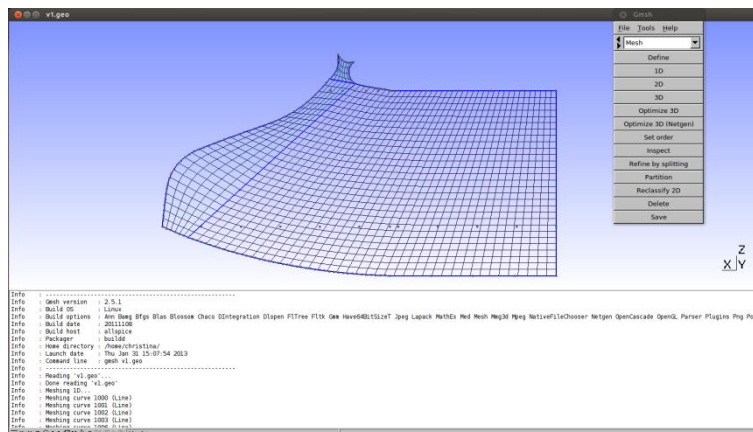 v1.geo
Gmsh
File Tools Help
Mesh
Define
1D
2D
3D
Optimize 3D
Optimize 3D (Netgen)
Set order
Inspect
Refine by splitting
Partition
Reclassify 2D
Delete
Save
Z
X Y
Info : -------------------------------------------------------
Info : Gmsh version : 2.5.1
Info : Build OS : Linux
Info : Build options : Ann Bamg Bfgs Blas Blossom Chaco DIntegration Dlopen FlTree Fltk Gmm Have64BitSizeT Jpeg Lapack MathEx Med Mesh Mmg3d Mpeg NativeFileChooser Netgen OpenCascade OpenGL Parser Plugins Png Po
Info : Build date : 20111108
Info : Build host : allspice
Info : Packager : buildd
Info : Home directory : /home/christina/
Info : Launch date : Thu Jan 31 15:07:54 2013
Info : Command line : gmsh v1.geo
Info : -------------------------------------------------------
Info : Reading 'v1.geo'...
Info : Done reading 'v1.geo'
Info : Meshing 1D...
Info : Meshing curve 1000 (Line)
Info : Meshing curve 1001 (Line)
Info : Meshing curve 1002 (Line)
Info : Meshing curve 1003 (Line)